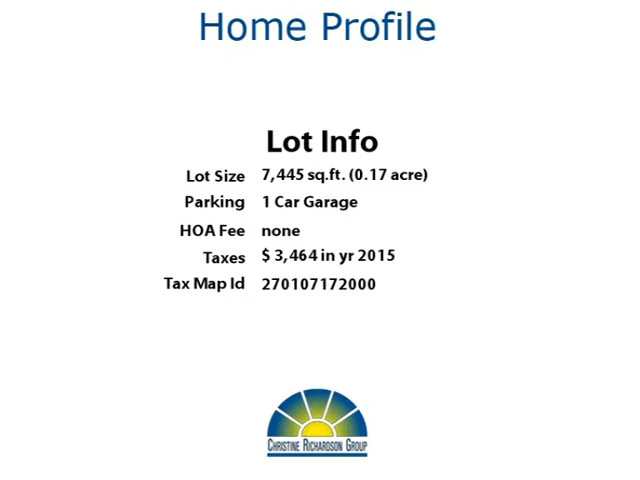 Home Profile
Lot Info
Lot Size 7,445 sq.ft. (0.17 acre)
Parking 1 Car Garage
HOA Fee none
Taxes $ 3,464 in yr 2015
Tax Map Id 270107172000
Christine Richardson Group